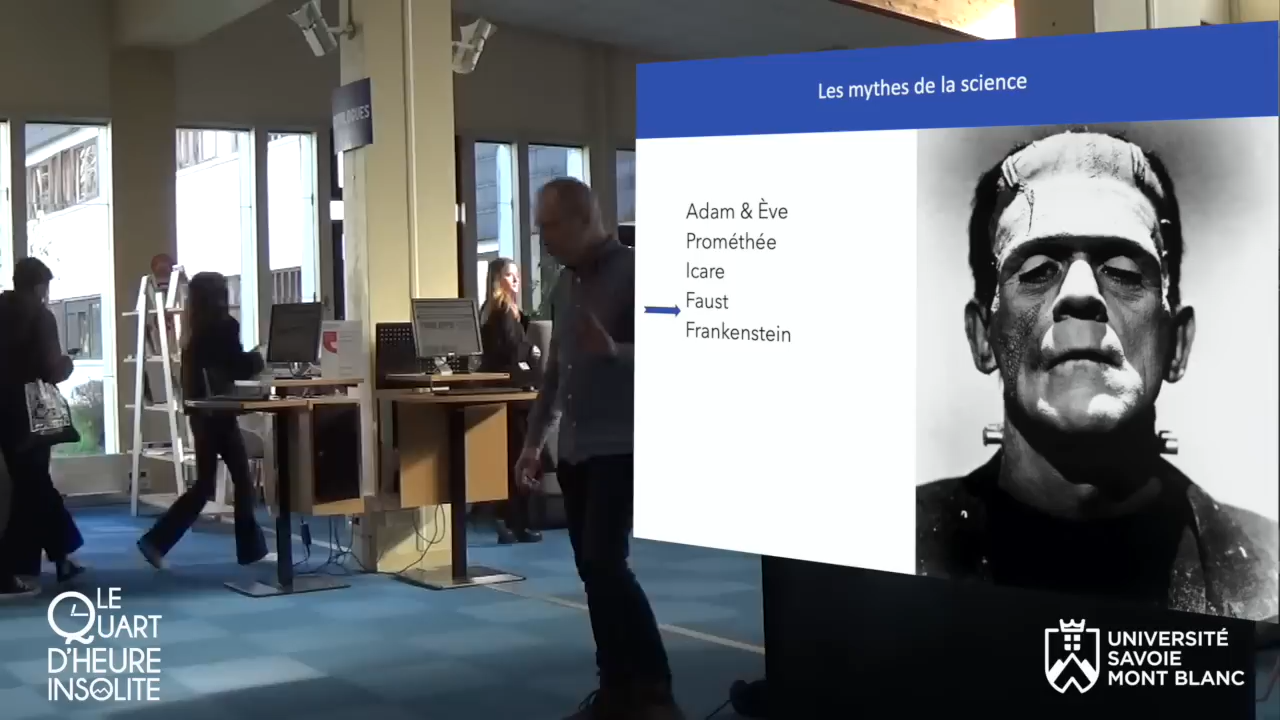 Les mythes de la science
Adam & Ève
Prométhée
Icare
Faust
Frankenstein
LE
QUART
D'HEURE
INSOLITE
UNIVERSITÉ
SAVOIE
MONT BLANC